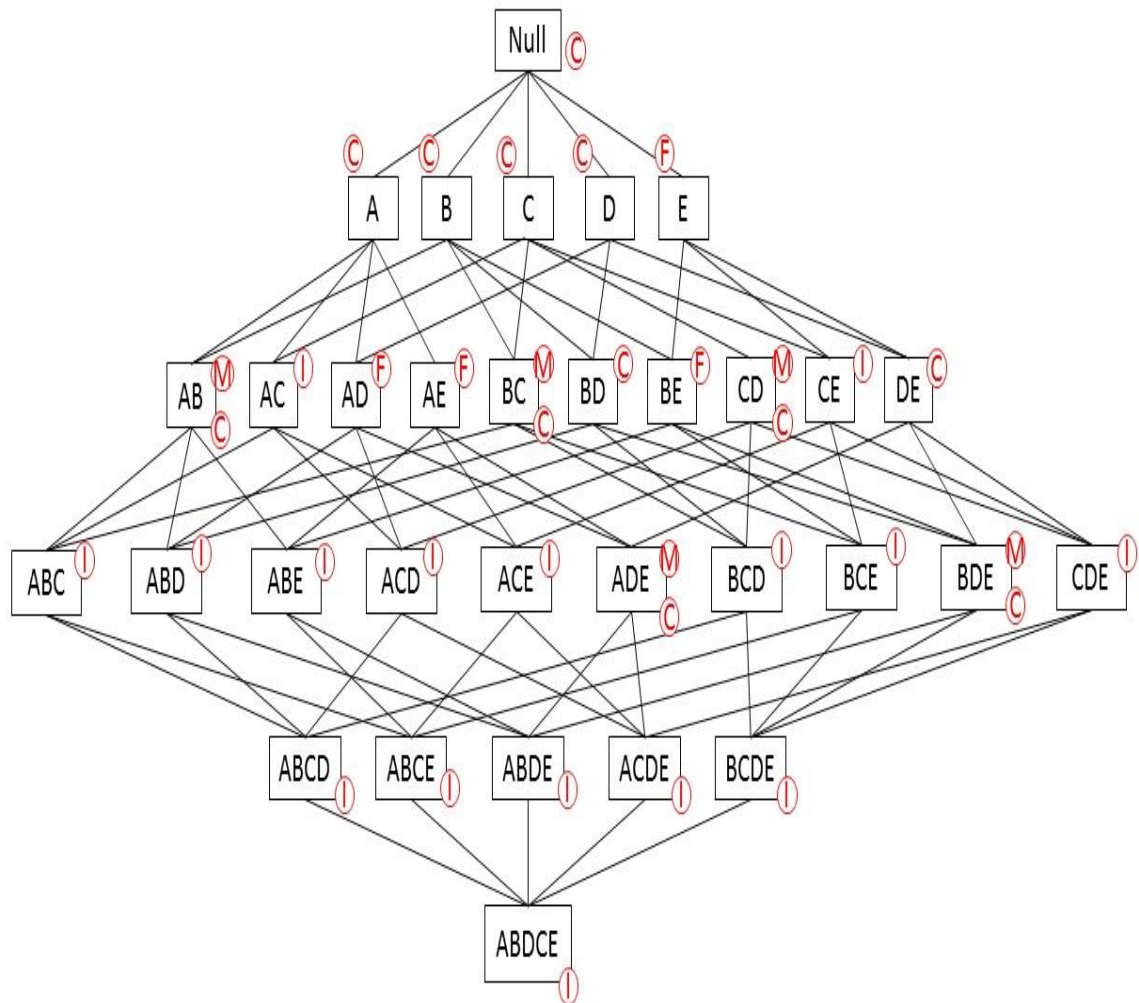 Null
C
C C C C F
A B C D E
M I F F M C F M I C
AB AC AD AE BC BD BE CD CE DE
C C C
I I I I I M I I M I
ABC ABD ABE ACD ACE ADE BCD BCE BDE CDE
C C
ABCD ABCE ABDE ACDE BCDE
I I I I I
ABDCE
I